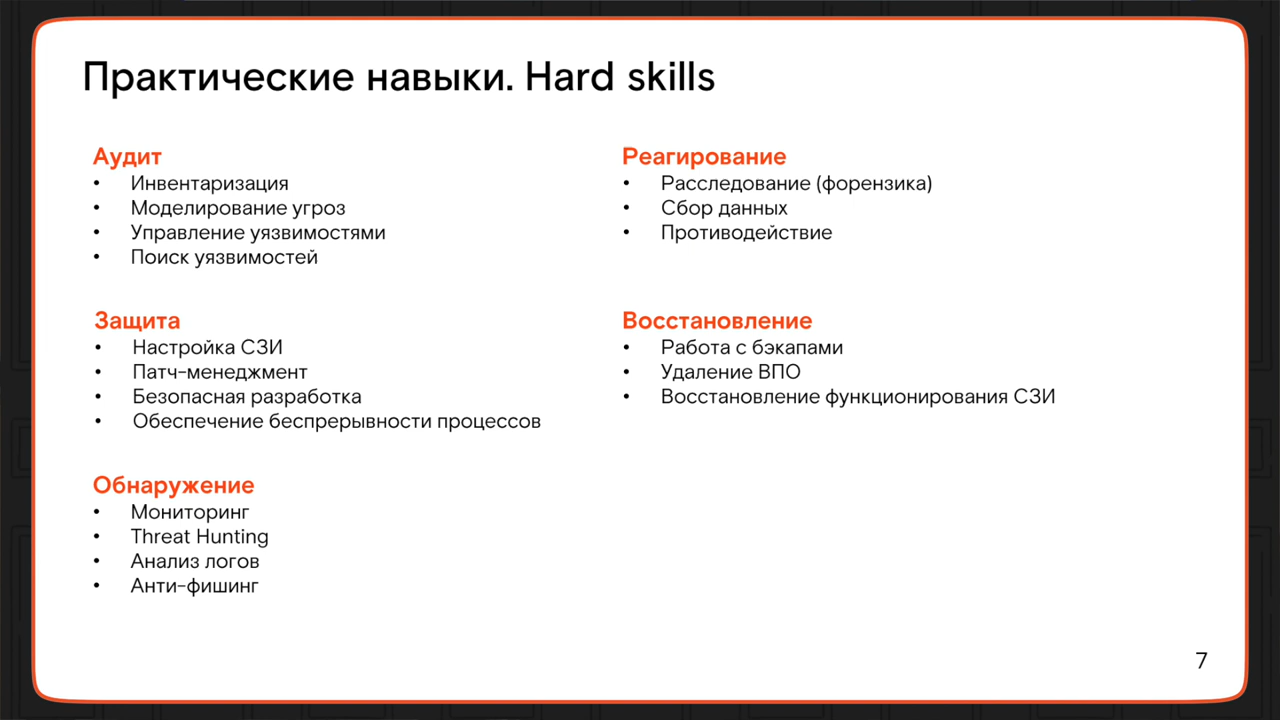 Практические навыки. Hard skills
Аудит
• Инвентаризация
• Моделирование угроз
• Управление уязвимостями
• Поиск уязвимостей
Защита
• Настройка СЗИ
• Патч-менеджмент
• Безопасная разработка
• Обеспечение беспрерывности процессов
Обнаружение
• Мониторинг
• Threat Hunting
• Анализ логов
• Анти-фишинг
Реагирование
• Расследование (форензика)
• Сбор данных
• Противодействие
Восстановление
• Работа с бэкапами
• Удаление ВПО
• Восстановление функционирования СЗИ
7